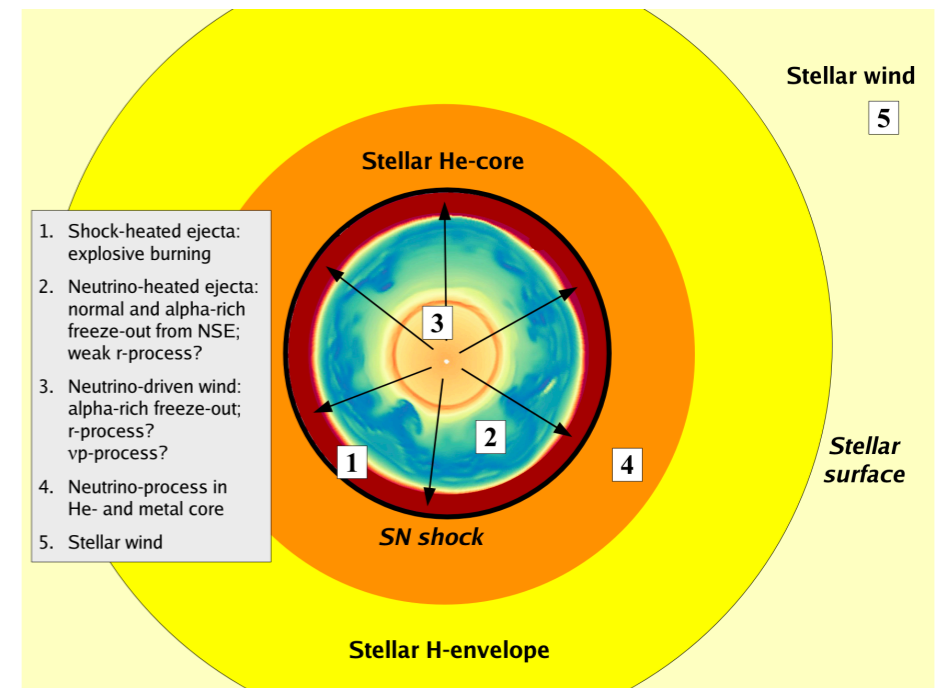 Stellar wind
5
Stellar He-core
1. Shock-heated ejecta:
explosive burning
2. Neutrino-heated ejecta:
normal and alpha-rich
freeze-out from NSE;
weak r-process?
3. Neutrino-driven wind:
alpha-rich freeze-out;
r-process?
νp-process?
4. Neutrino-process in
He- and metal core
5. Stellar wind
3
2
1
4
Stellar
surface
SN shock
Stellar H-envelope